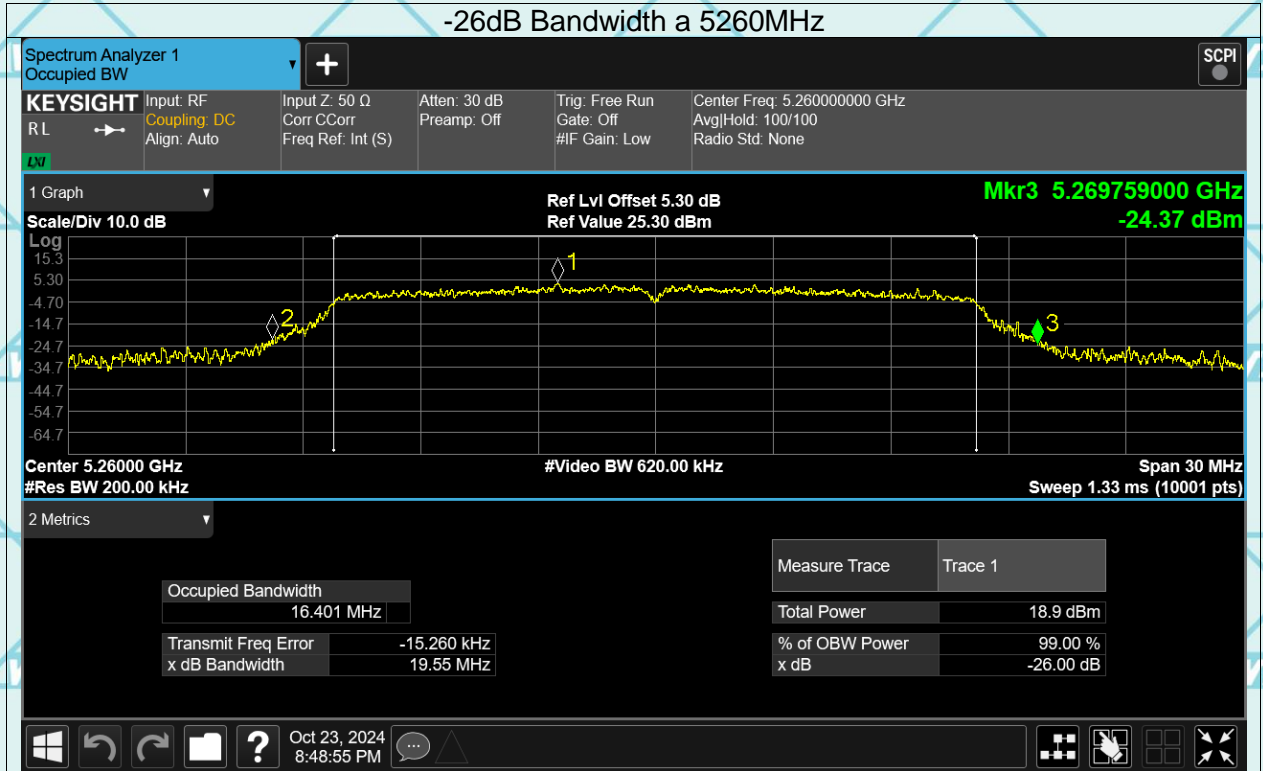 -26dB Bandwidth a 5260MHz
Spectrum Analyzer 1
Occupied BW
SCPI
KEYSIGHT
RL
LXI
Input: RF
Coupling: DC
Align: Auto
Input Z: 50 Ω
Corr CCorr
Freq Ref: Int (S)
Atten: 30 dB
Preamp: Off
Trig: Free Run
Gate: Off
#IF Gain: Low
Center Freq: 5.260000000 GHz
Avg|Hold: 100/100
Radio Std: None
1 Graph
Scale/Div 10.0 dB
Ref Lvl Offset 5.30 dB
Ref Value 25.30 dBm
Mkr3 5.269759000 GHz
-24.37 dBm
Log
15.3
5.30
-4.70
-14.7
-24.7
-34.7
-44.7
-54.7
-64.7
1
2
3
Center 5.26000 GHz
#Video BW 620.00 kHz
Span 30 MHz
#Res BW 200.00 kHz
Sweep 1.33 ms (10001 pts)
2 Metrics
Occupied Bandwidth
16.401 MHz
Transmit Freq Error -15.260 kHz
x dB Bandwidth 19.55 MHz
Measure Trace Trace 1
Total Power 18.9 dBm
% of OBW Power 99.00 %
x dB -26.00 dB
?
Oct 23, 2024
8:48:55 PM